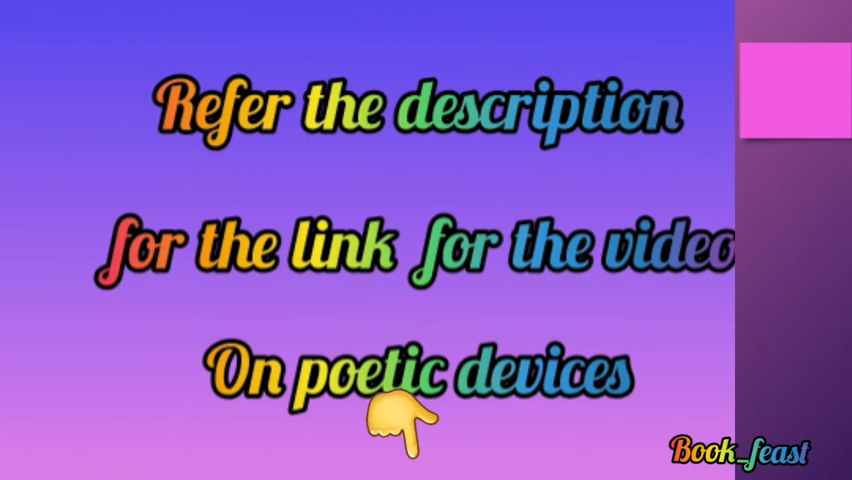 Refer the description
for the link for the video
On poetic devices
Book_feast